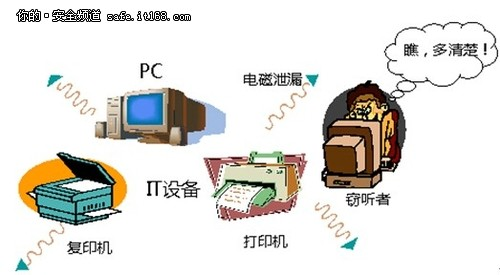 你的·安全频道 safe.it168.com
PC
电磁泄漏
瞧，多清楚！
IT设备
窃听者
复印机
打印机